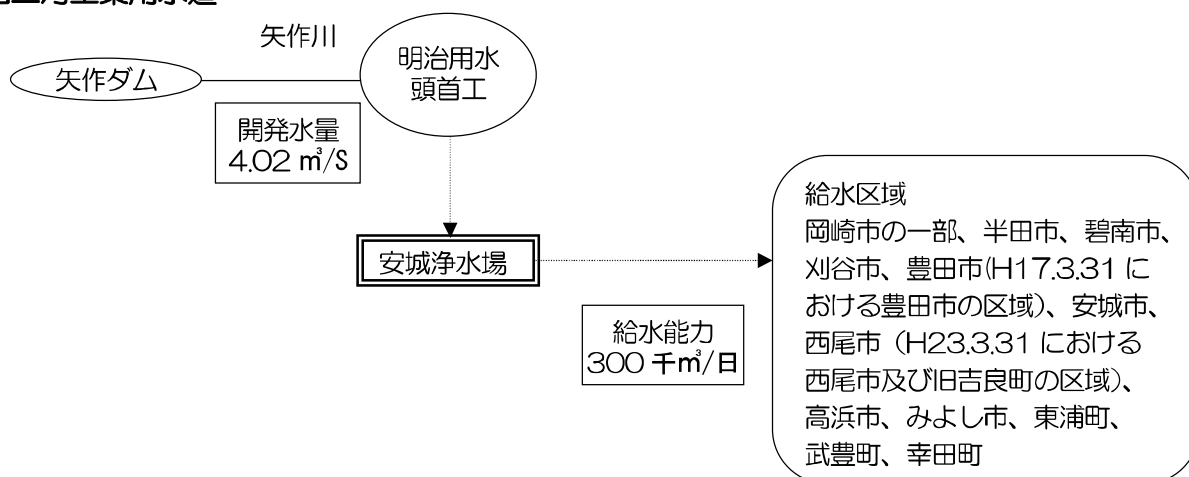 矢作川
矢作ダム
明治用水
頭首工
開発水量
4.02 ㎥/S
安城浄水場
給水能力
300 千㎥/日
給水区域
岡崎市の一部、半田市、碧南市、
刈谷市、豊田市(H17.3.31 に
おける豊田市の区域)、安城市、
西尾市（H23.3.31 における
西尾市及び旧吉良町の区域）、
高浜市、みよし市、東浦町、
武豊町、幸田町